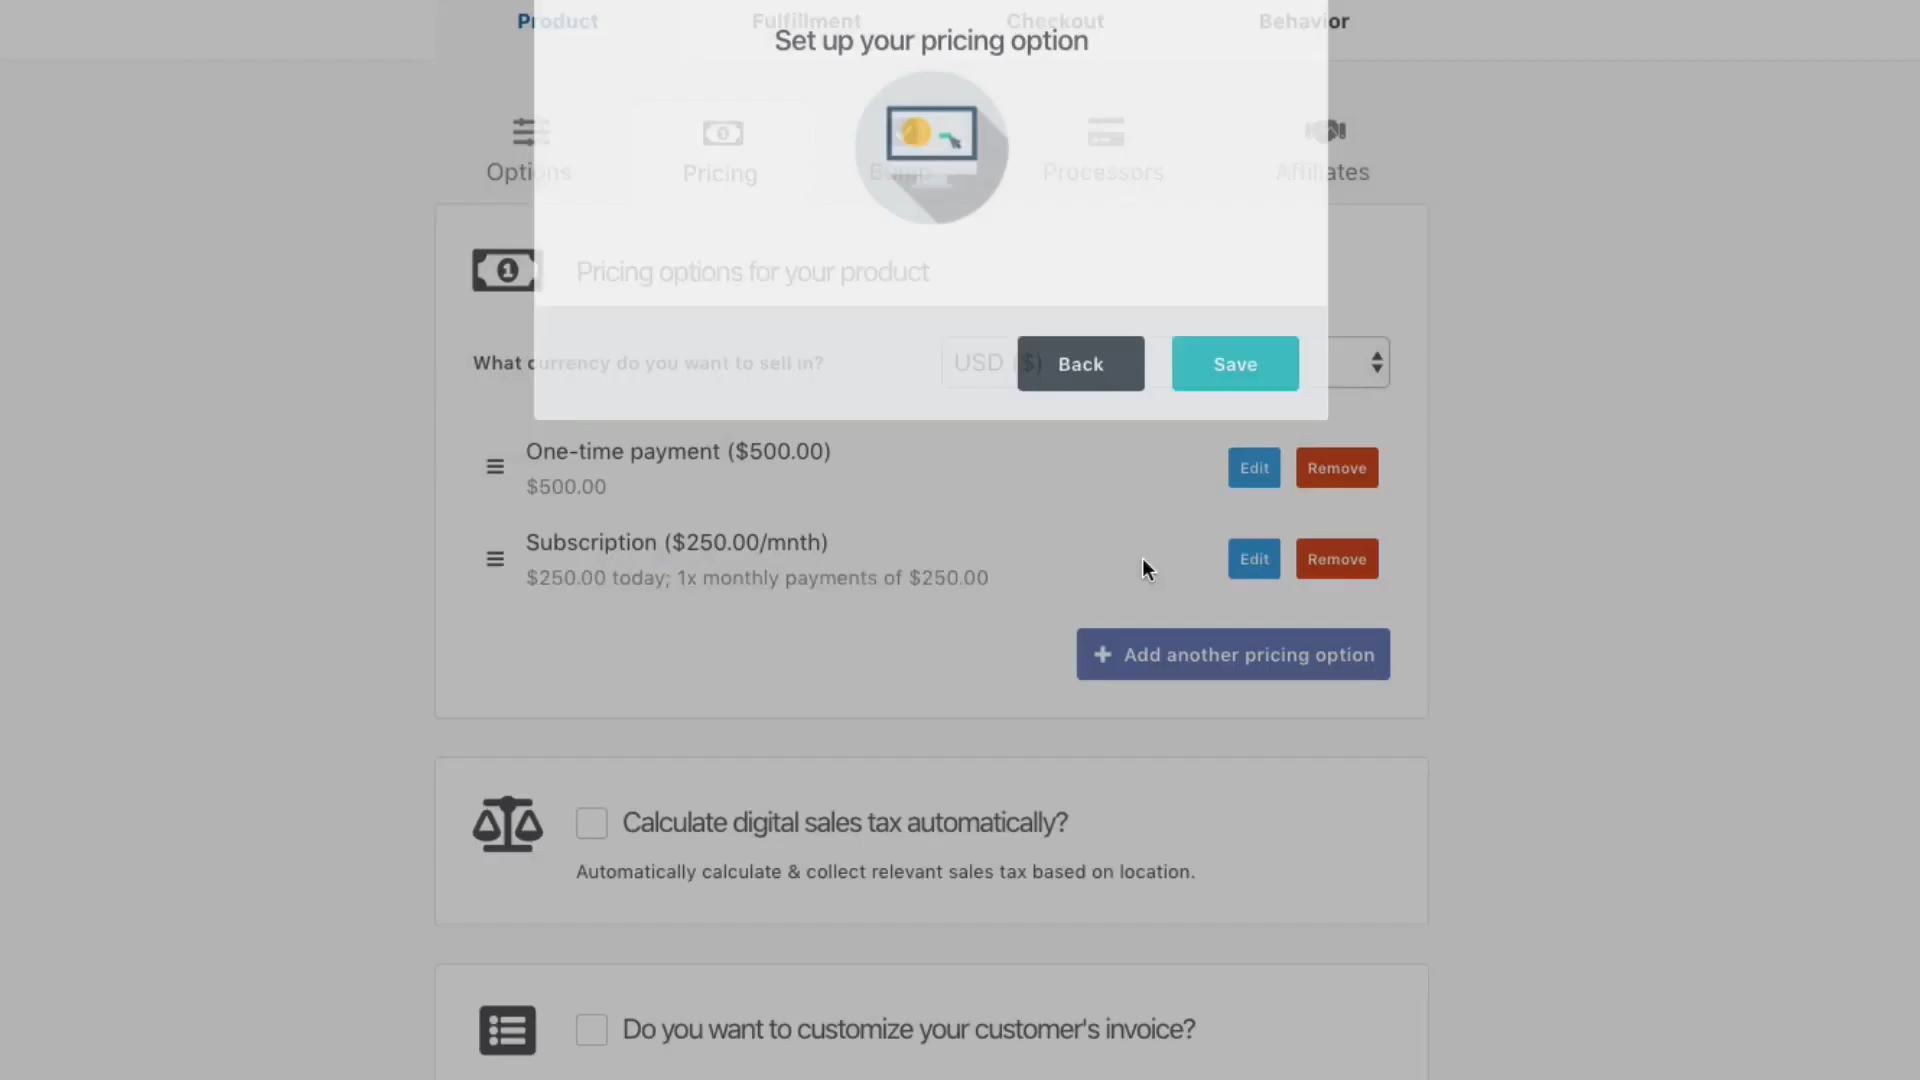 Product Fulfillment Checkout Behavior
Set up your pricing option
Options Pricing Bump Processors Affiliates
Pricing options for your product
What currency do you want to sell in? USD ($) Back Save
One-time payment ($500.00)
$500.00
Edit Remove
Subscription ($250.00/mnth)
$250.00 today; 1x monthly payments of $250.00
Edit Remove
Add another pricing option
Calculate digital sales tax automatically?
Automatically calculate & collect relevant sales tax based on location.
Do you want to customize your customer's invoice?